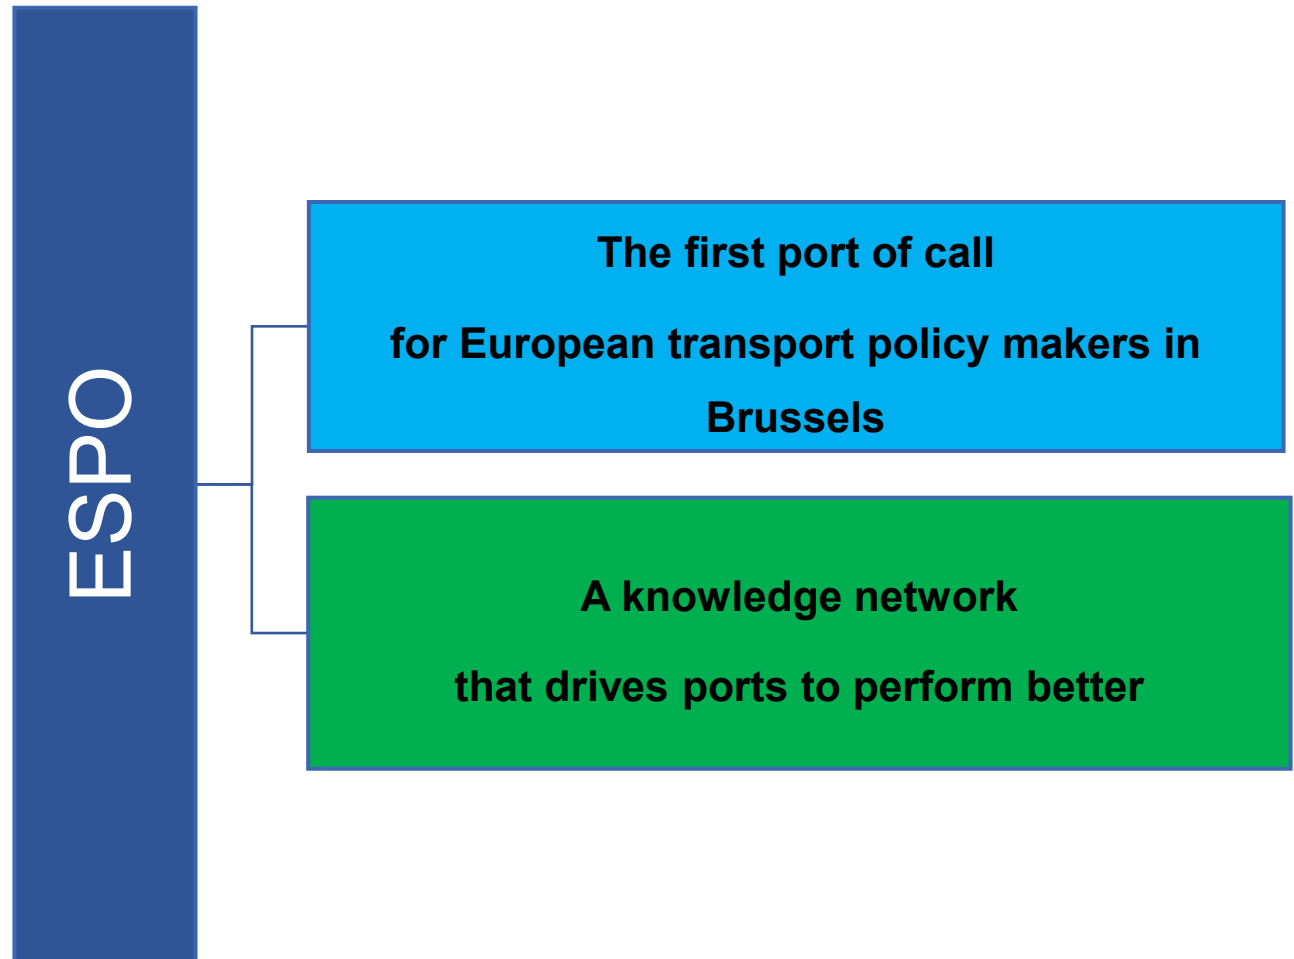 ESPO
The first port of call
for European transport policy makers in
Brussels
A knowledge network
that drives ports to perform better